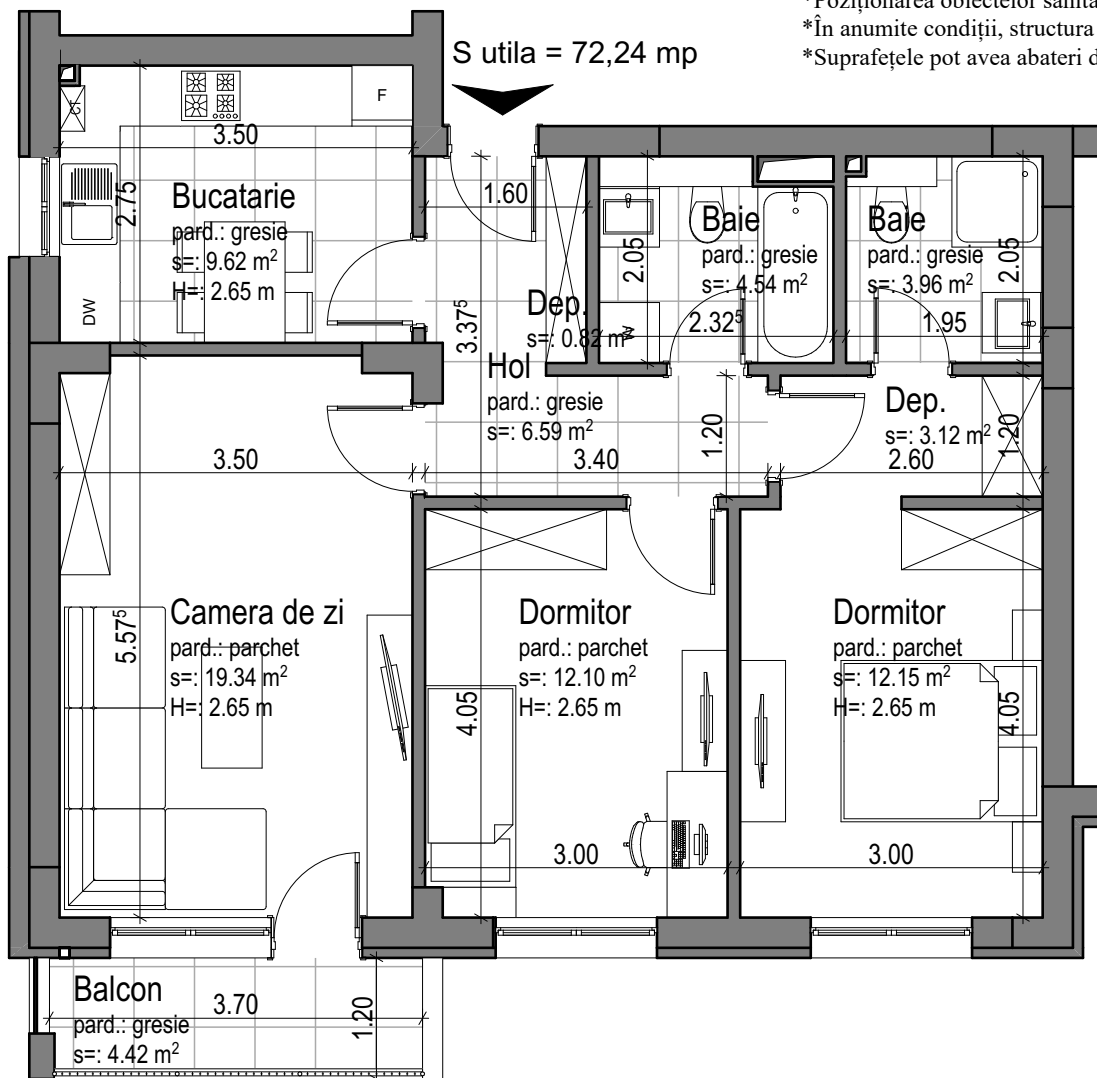 *Poziționarea obiectelor sanita
*În anumite condiții, structura
*Suprafețele pot avea abateri d
S utila = 72,24 mp
CT
F
3.50
2.75
Bucatarie
pard.: gresie
s=: 9.62 m²
H=: 2.65 m
DW
1.60
3.37⁵
Dep.
s=: 0.82 m²
Hol
pard.: gresie
s=: 6.59 m²
Baie
pard.: gresie
s=: 4.54 m²
2.05
2.32⁵
AW
Baie
pard.: gresie
s=: 3.96 m²
2.05
1.95
Dep.
s=: 3.12 m²
1.20
2.60
3.50
3.40
1.20
Camera de zi
pard.: parchet
s=: 19.34 m²
H=: 2.65 m
5.57⁵
Dormitor
pard.: parchet
s=: 12.10 m²
H=: 2.65 m
4.05
3.00
Dormitor
pard.: parchet
s=: 12.15 m²
H=: 2.65 m
4.05
3.00
Balcon
pard.: gresie
s=: 4.42 m²
3.70
1.20